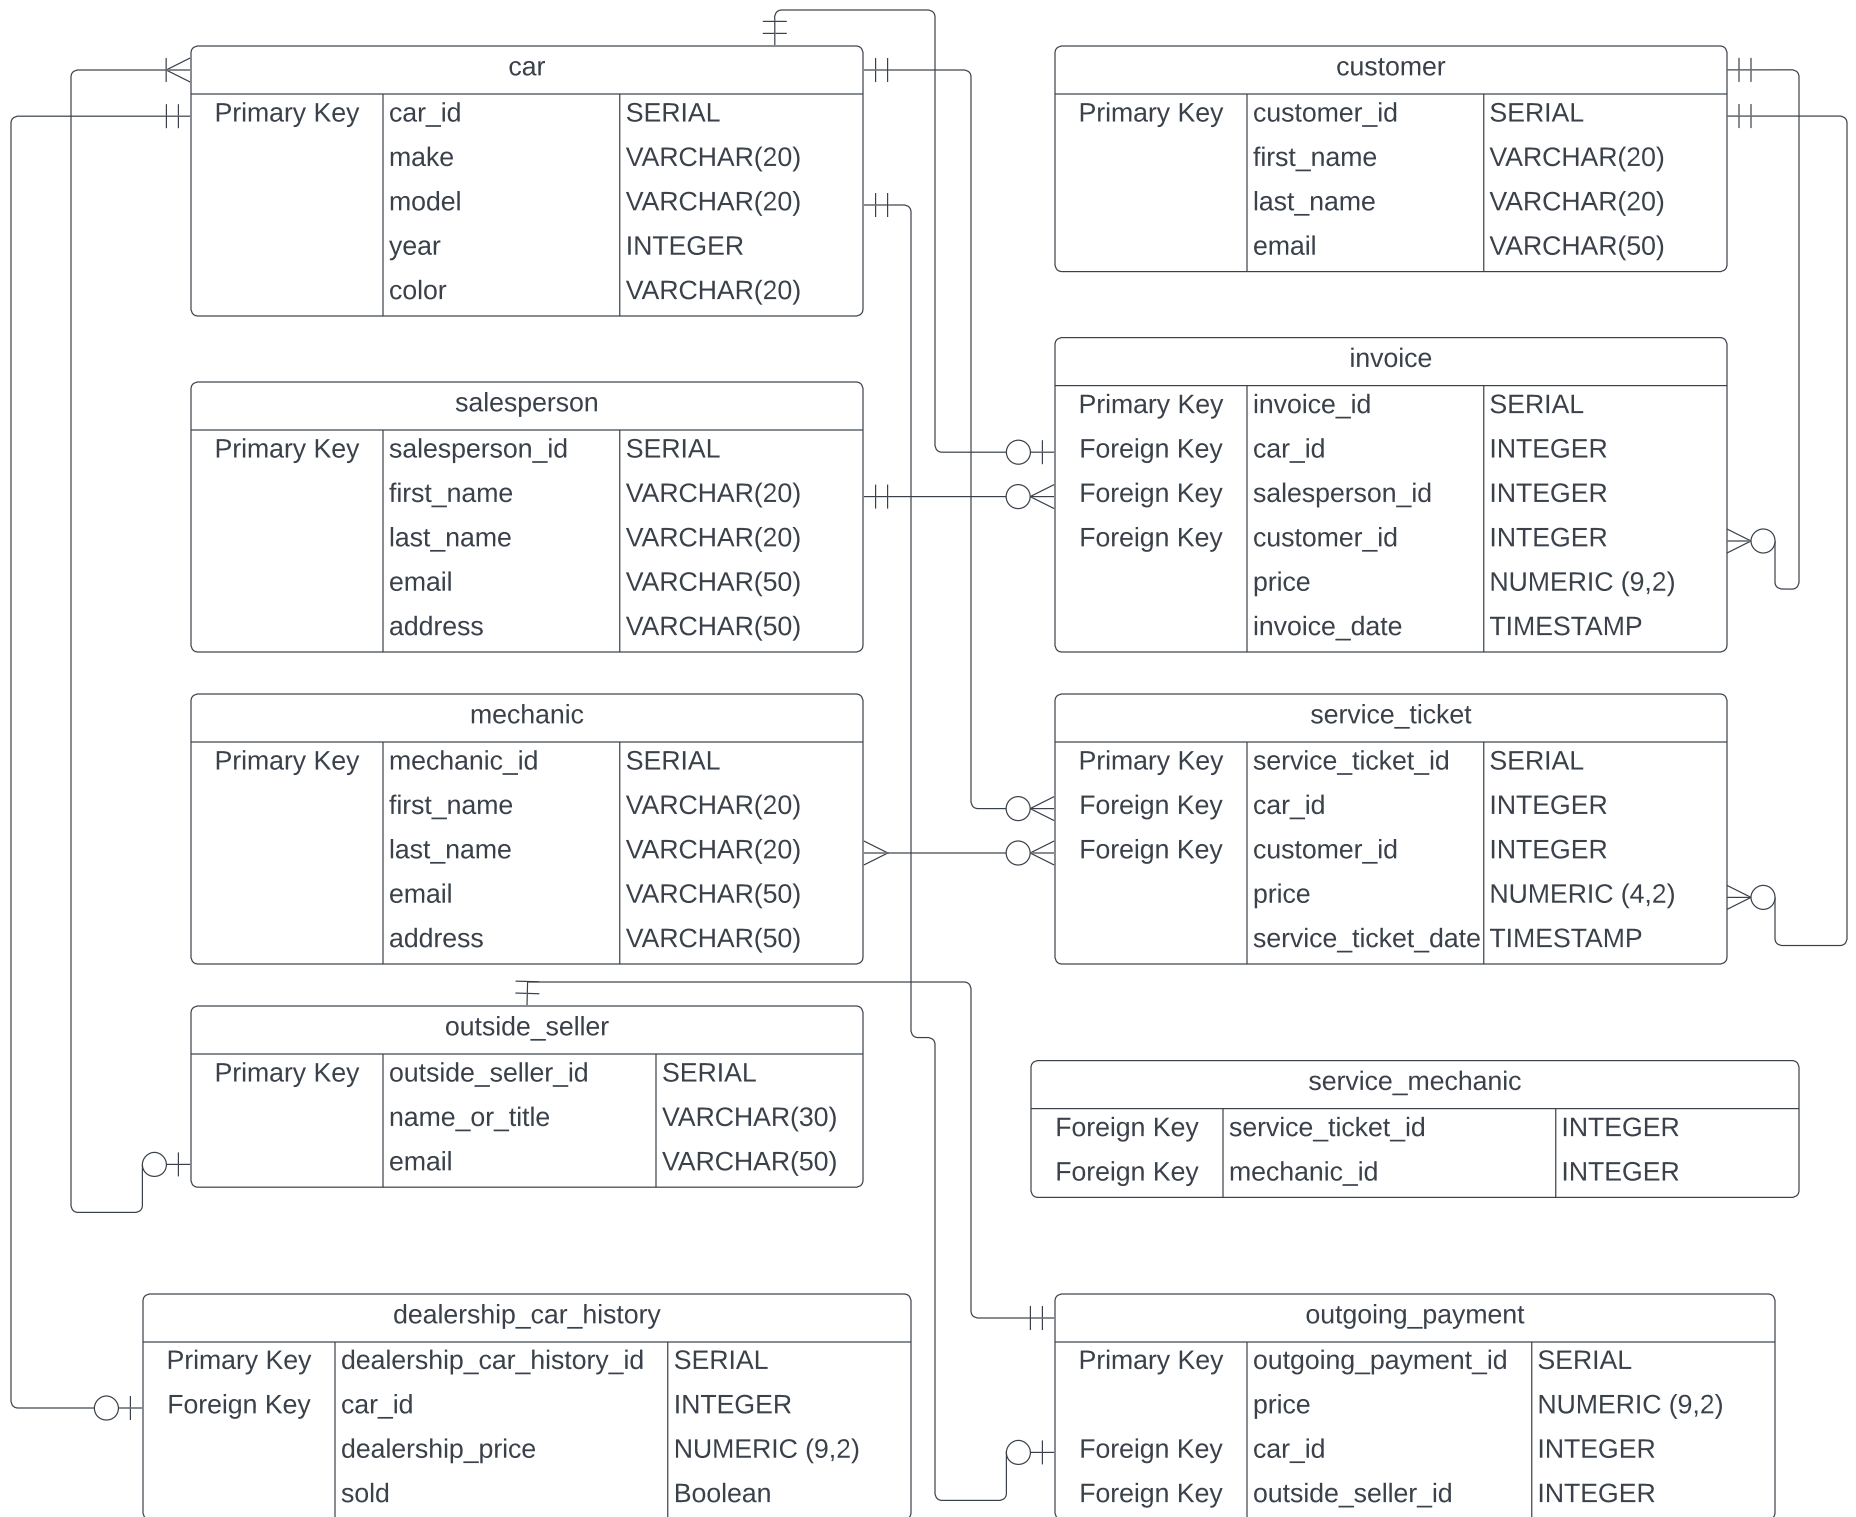 car
Primary Key car_id SERIAL
make VARCHAR(20)
model VARCHAR(20)
year INTEGER
color VARCHAR(20)
customer
Primary Key customer_id SERIAL
first_name VARCHAR(20)
last_name VARCHAR(20)
email VARCHAR(50)
salesperson
Primary Key salesperson_id SERIAL
first_name VARCHAR(20)
last_name VARCHAR(20)
email VARCHAR(50)
address VARCHAR(50)
invoice
Primary Key invoice_id SERIAL
Foreign Key car_id INTEGER
Foreign Key salesperson_id INTEGER
Foreign Key customer_id INTEGER
price NUMERIC (9,2)
invoice_date TIMESTAMP
mechanic
Primary Key mechanic_id SERIAL
first_name VARCHAR(20)
last_name VARCHAR(20)
email VARCHAR(50)
address VARCHAR(50)
service_ticket
Primary Key service_ticket_id SERIAL
Foreign Key car_id INTEGER
Foreign Key customer_id INTEGER
price NUMERIC (4,2)
service_ticket_date TIMESTAMP
outside_seller
Primary Key outside_seller_id SERIAL
name_or_title VARCHAR(30)
email VARCHAR(50)
service_mechanic
Foreign Key service_ticket_id INTEGER
Foreign Key mechanic_id INTEGER
dealership_car_history
Primary Key dealership_car_history_id SERIAL
Foreign Key car_id INTEGER
dealership_price NUMERIC (9,2)
sold Boolean
outgoing_payment
Primary Key outgoing_payment_id SERIAL
price NUMERIC (9,2)
Foreign Key car_id INTEGER
Foreign Key outside_seller_id INTEGER